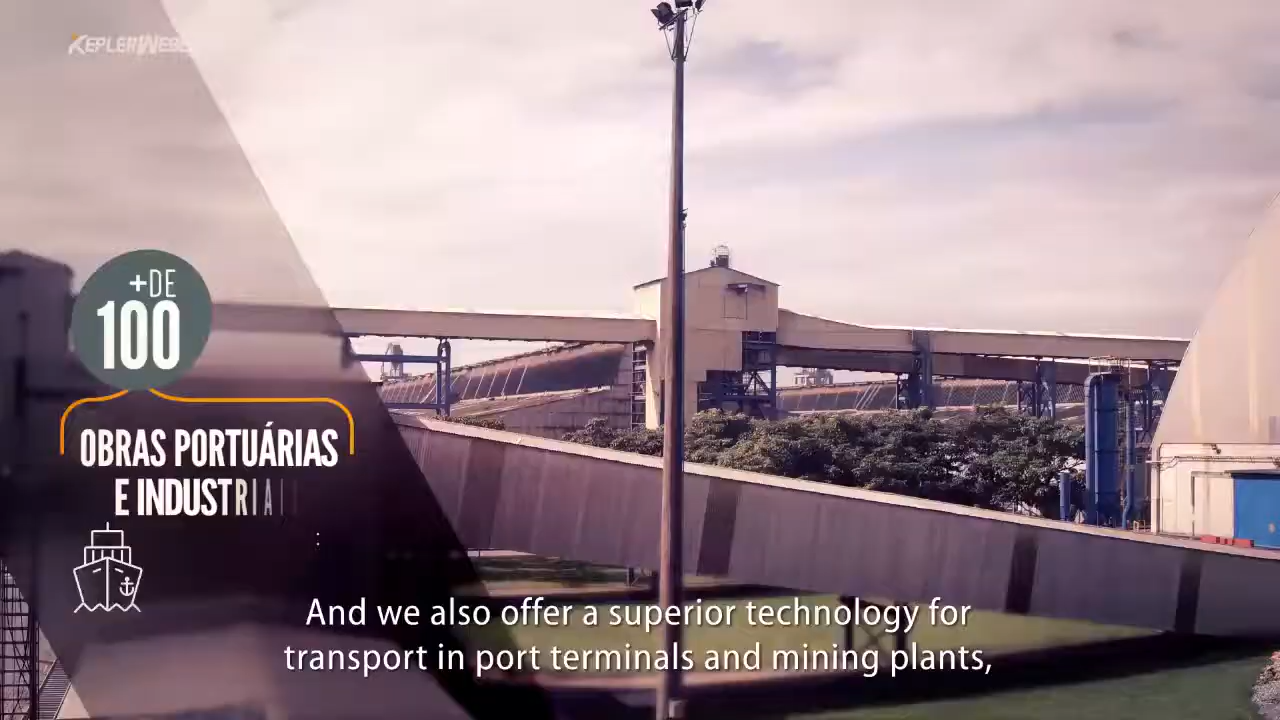 KEPLERWEBER
+DE
100
OBRAS PORTUÁRIAS
E INDUSTRIAI
And we also offer a superior technology for
transport in port terminals and mining plants,